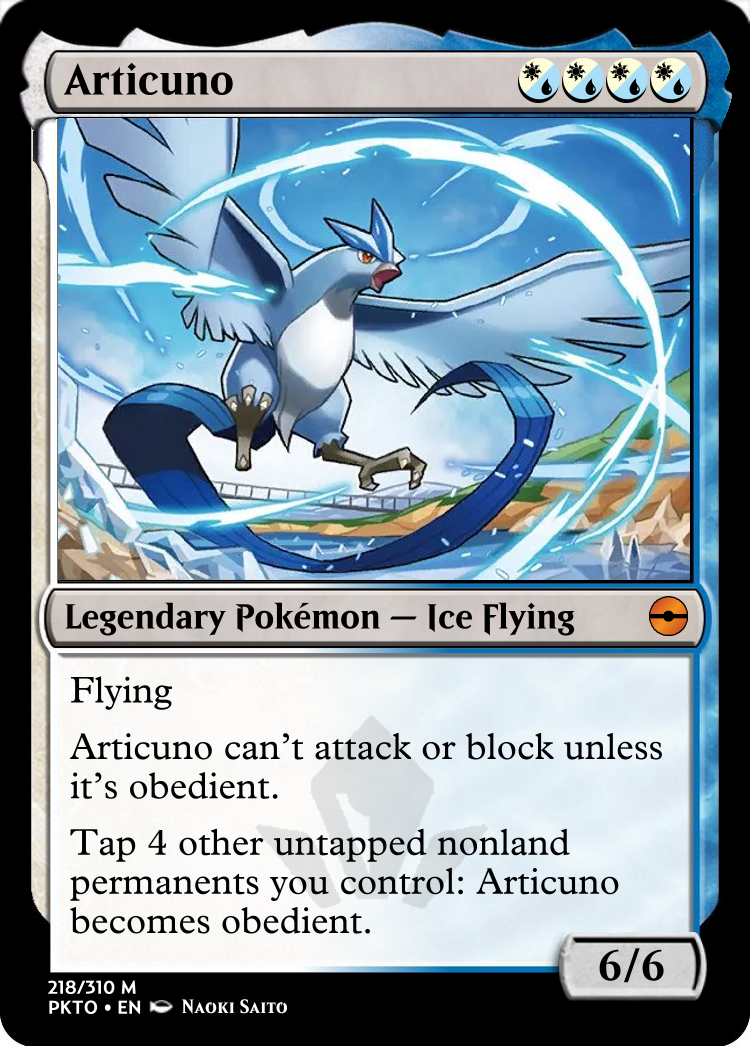 Articuno
Legendary Pokémon — Ice Flying
Flying
Articuno can't attack or block unless
it's obedient.
Tap 4 other untapped nonland
permanents you control: Articuno
becomes obedient.
6/6
218/310 M
PKTO • EN Naoki Saito